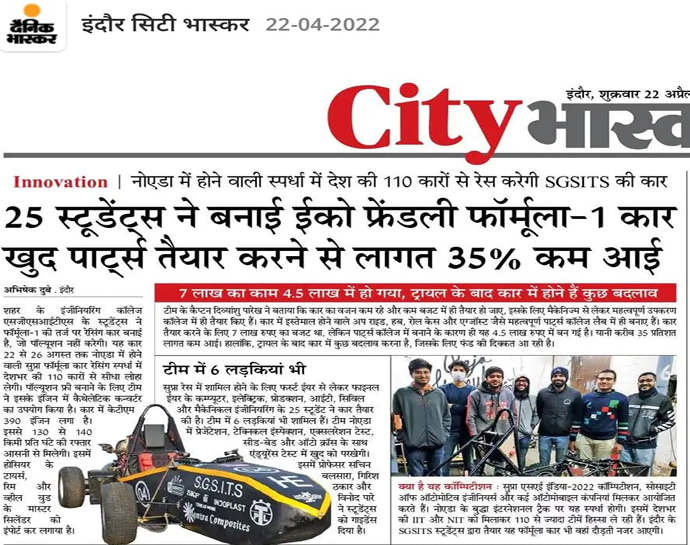 दैनिक
भास्कर
इंदौर सिटी भास्कर 22-04-2022
इंदौर, शुक्रवार 22 अप्रैल
City भास्क
Innovation | नोएडा में होने वाली स्पर्धा में देश की 110 कारों से रेस करेगी SGSITS की कार
25 स्टूडेंट्स ने बनाई ईको फ्रेंडली फॉर्मूला-1 कार
खुद पार्ट्स तैयार करने से लागत 35% कम आई
अभिषेक दुबे . इंदौर
शहर के इंजीनियरिंग कॉलेज
एसजीएसआईटीएस के स्टूडेंट्स ने
फॉर्मूला-1 की तर्ज पर रेसिंग कार बनाई
है, जो पॉल्यूशन नहीं करेगी। यह कार
22 से 26 अगस्त तक नोएडा में होने
वाली सुप्रा फॉर्मूला कार रेसिंग स्पर्धा में
देशभर की 110 कारों से सीधा लोहा
लेगी। पॉल्यूशन फ्री बनाने के लिए टीम
ने इसके इंजन में कैथेलेटिक कन्वर्टर
का उपयोग किया है। कार में केटीएम
390 इंजन लगा है।
इससे 130 से 140
किमी प्रति घंटे की रफ्तार
आसनी से मिलेगी। इसमें
होसियर के
टायर्स,
रिम और
व्हील वुड
के मास्टर
सिलेंडर को
इंपोर्ट कर लगाया है।
7 लाख का काम 4.5 लाख में हो गया, ट्रायल के बाद कार में होने हैं कुछ बदलाव
टीम के कैप्टन दिव्यांशु पारेख ने बताया कि कार का वजन कम रहे और कम बजट में ही तैयार हो जाए, इसके लिए मैकेनिज्म से लेकर महत्वपूर्ण उपकरण
कॉलेज में ही तैयार किए हैं। कार में इस्तेमाल होने वाले अप राइड, हब, रोल केस और एग्जॉस्ट जैसे महत्वपूर्ण पार्ट्स कॉलेज लैब में ही बनाए हैं। कार
तैयार करने के लिए 7 लाख रुपए का बजट था, लेकिन पार्ट्स कॉलेज में बनाने के कारण ही यह 4.5 लाख रुपए में बन गई है। यानी करीब 35 प्रतिशत
लागत कम आई। हालांकि, ट्रायल के बाद कार में कुछ बदलाव करना है, जिसके लिए फंड की दिक्कत आ रही है।
टीम में 6 लड़कियां भी
सुप्रा रेस में शामिल होने के लिए फर्स्ट ईयर से लेकर फाइनल
ईयर के कम्प्यूटर, इलेक्ट्रिक, प्रोडक्शन, आईटी, सिविल
और मैकेनिकल इंजीनियरिंग के 25 स्टूडेंट ने कार तैयार
की है। टीम में 6 लड़कियां भी शामिल हैं। टीम नोएडा
में प्रेजेंटेशन, टेक्निकल इंस्पेक्शन, एक्सलरेशन टेस्ट,
सीड-बेड और ऑटो क्रॉस के साथ
एंड्यूरेंस टेस्ट में खुद को परखेगी।
इसमें प्रोफेसर सचिन
बलसारा, गिरिश
ठकार और
विनोद पारे
ने स्टूडेंट्स
को गाइडेंस
दिया है।
S.G.S.I.T.S
SKF
INDOPLAST
Composites
HE
क्या है यह कॉम्पिटीशन : सुप्रा एसएई इंडिया-2022 कॉम्पिटीशन, सोसाइटी
ऑफ ऑटोमोटिव इंजीनियर्स और कई ऑटोमोबाइल कंपनियां मिलकर आयोजित
करते हैं। नोएडा के बुद्धा इंटरनेशनल ट्रैक पर यह स्पर्धा होगी। इसमें देशभर
की IIT और NIT को मिलाकर 110 से ज्यादा टीमें हिस्सा ले रही हैं। इंदौर के
SGSITS स्टूडेंट्स द्वारा तैयार यह फॉर्मूला कार भी वहां दौड़ती नजर आएगी।